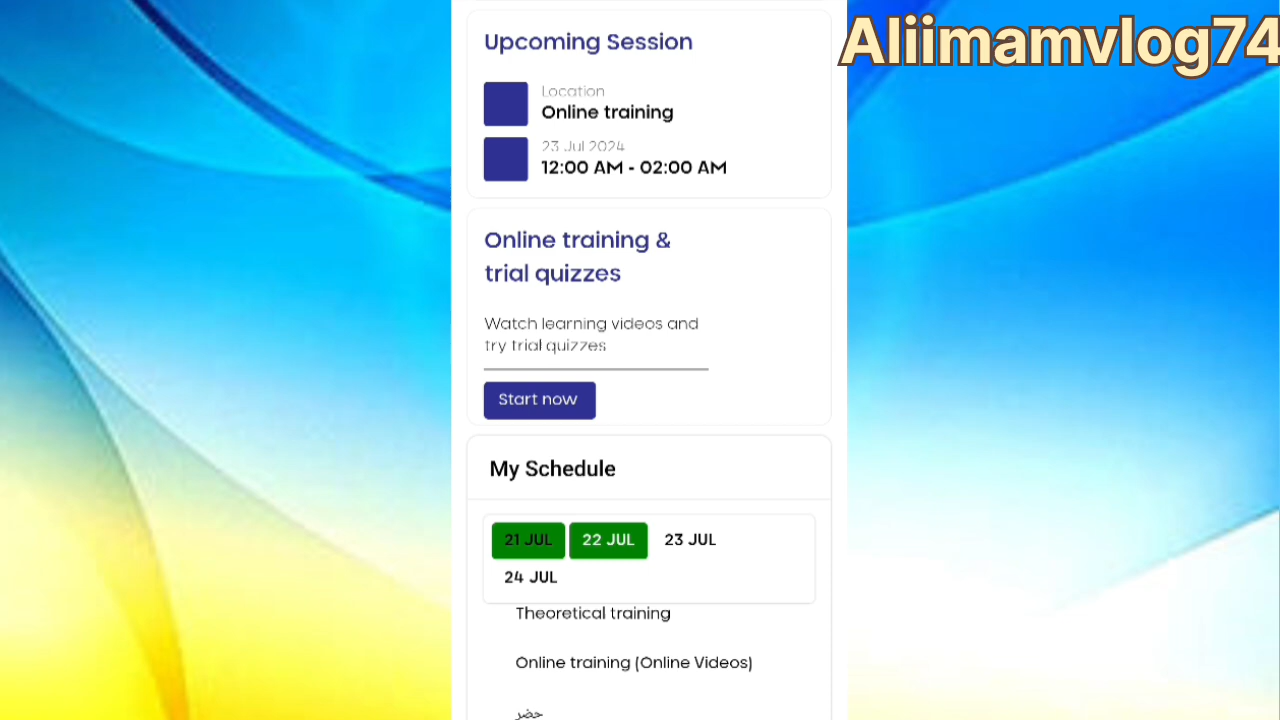 Aliimamvlog74
Upcoming Session
Location
Online training
23 Jul 2024
12:00 AM - 02:00 AM
Online training &
trial quizzes
Watch learning videos and
try trial quizzes
Start now
My Schedule
21 JUL 22 JUL 23 JUL
24 JUL
Theoretical training
Online training (Online Videos)
حضر